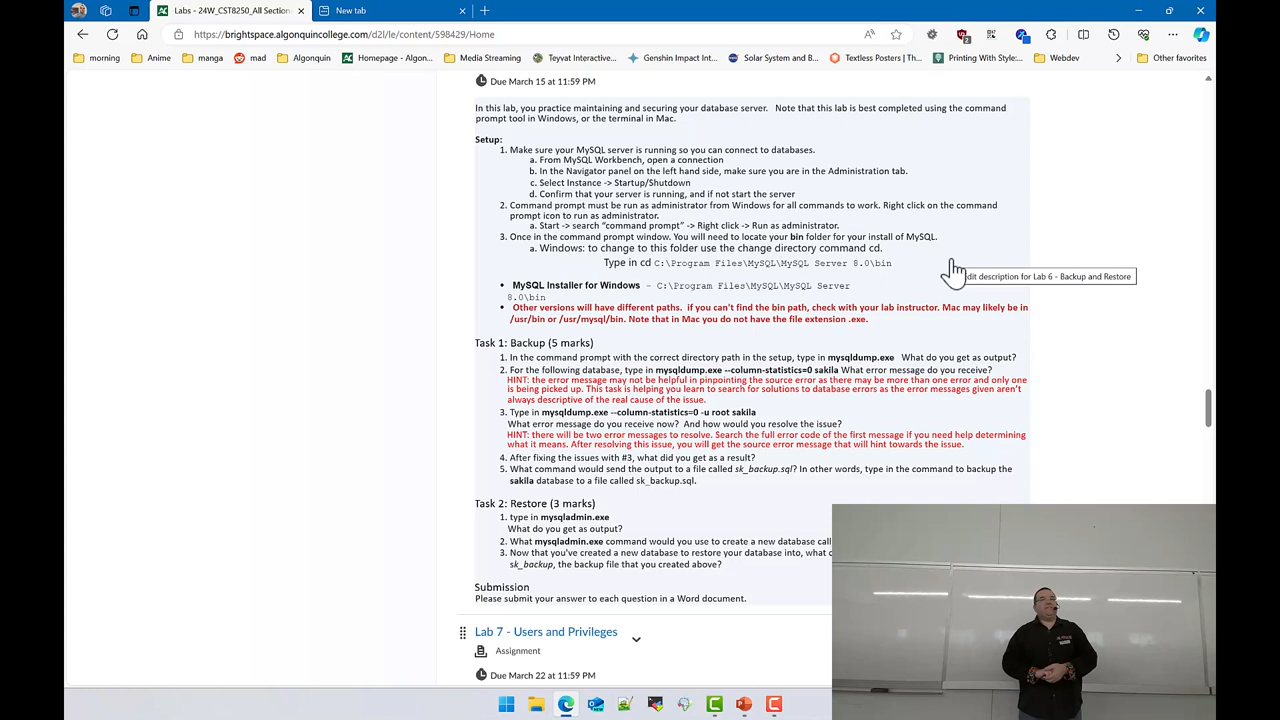 Labs - 24W_CST8250_All Section
New tab
https://brightspace.algonquincollege.com/d2l/le/content/598429/Home
morning
Anime
manga
mad
Algonquin
Homepage - Algon...
Media Streaming
Teyvat Interactive...
Genshin Impact Int...
Solar System and B...
Textless Posters | Th...
Printing With Style:...
Webdev
Other favorites
Due March 15 at 11:59 PM
In this lab, you practice maintaining and securing your database server. Note that this lab is best completed using the command
prompt tool in Windows, or the terminal in Mac.
Setup:
1. Make sure your MySQL server is running so you can connect to databases.
a. From MySQL Workbench, open a connection
b. In the Navigator panel on the left hand side, make sure you are in the Administration tab.
c. Select Instance -> Startup/Shutdown
d. Confirm that your server is running, and if not start the server
2. Command prompt must be run as administrator from Windows for all commands to work. Right click on the command
prompt icon to run as administrator.
a. Start -> search “command prompt” -> Right click -> Run as administrator.
3. Once in the command prompt window. You will need to locate your bin folder for your install of MySQL.
a. Windows: to change to this folder use the change directory command cd.
Type in cd C:\Program Files\MySQL\MySQL Server 8.0\bin
dit description for Lab 6 - Backup and Restore
• MySQL Installer for Windows – C:\Program Files\MySQL\MySQL Server
8.0\bin
• Other versions will have different paths. if you can't find the bin path, check with your lab instructor. Mac may likely be in
/usr/bin or /usr/mysql/bin. Note that in Mac you do not have the file extension .exe.
Task 1: Backup (5 marks)
1. In the command prompt with the correct directory path in the setup, type in mysqldump.exe What do you get as output?
2. For the following database, type in mysqldump.exe --column-statistics=0 sakila What error message do you receive?
HINT: the error message may not be helpful in pinpointing the source error as there may be more than one error and only one
is being picked up. This task is helping you learn to search for solutions to database errors as the error messages given aren't
always descriptive of the real cause of the issue.
3. Type in mysqldump.exe --column-statistics=0 -u root sakila
What error message do you receive now? And how would you resolve the issue?
HINT: there will be two error messages to resolve. Search the full error code of the first message if you need help determining
what it means. After resolving this issue, you will get the source error message that will hint towards the issue.
4. After fixing the issues with #3, what did you get as a result?
5. What command would send the output to a file called sk_backup.sql? In other words, type in the command to backup the
sakila database to a file called sk_backup.sql.
Task 2: Restore (3 marks)
1. type in mysqladmin.exe
What do you get as output?
2. What mysqladmin.exe command would you use to create a new database call
3. Now that you've created a new database to restore your database into, what c
sk_backup, the backup file that you created above?
Submission
Please submit your answer to each question in a Word document.
Lab 7 - Users and Privileges
Assignment
Due March 22 at 11:59 PM